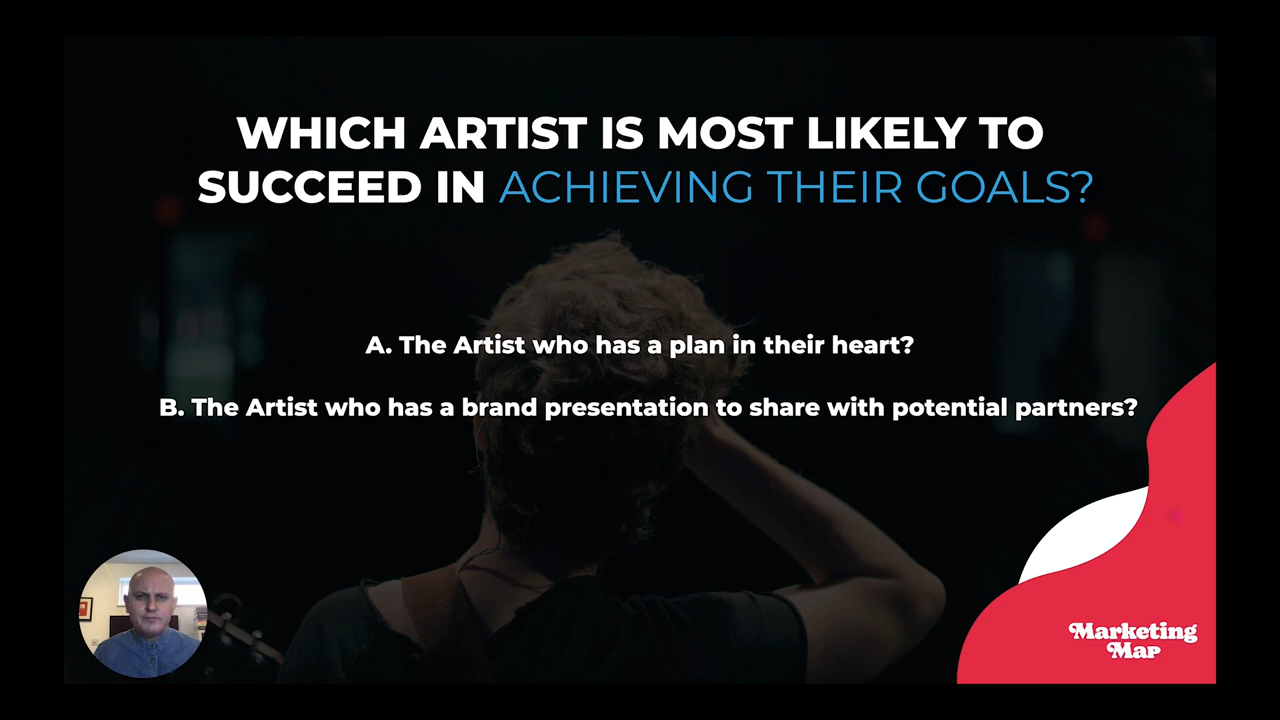 WHICH ARTIST IS MOST LIKELY TO
SUCCEED IN ACHIEVING THEIR GOALS?
A. The Artist who has a plan in their heart?
B. The Artist who has a brand presentation to share with potential partners?
Marketing
Map